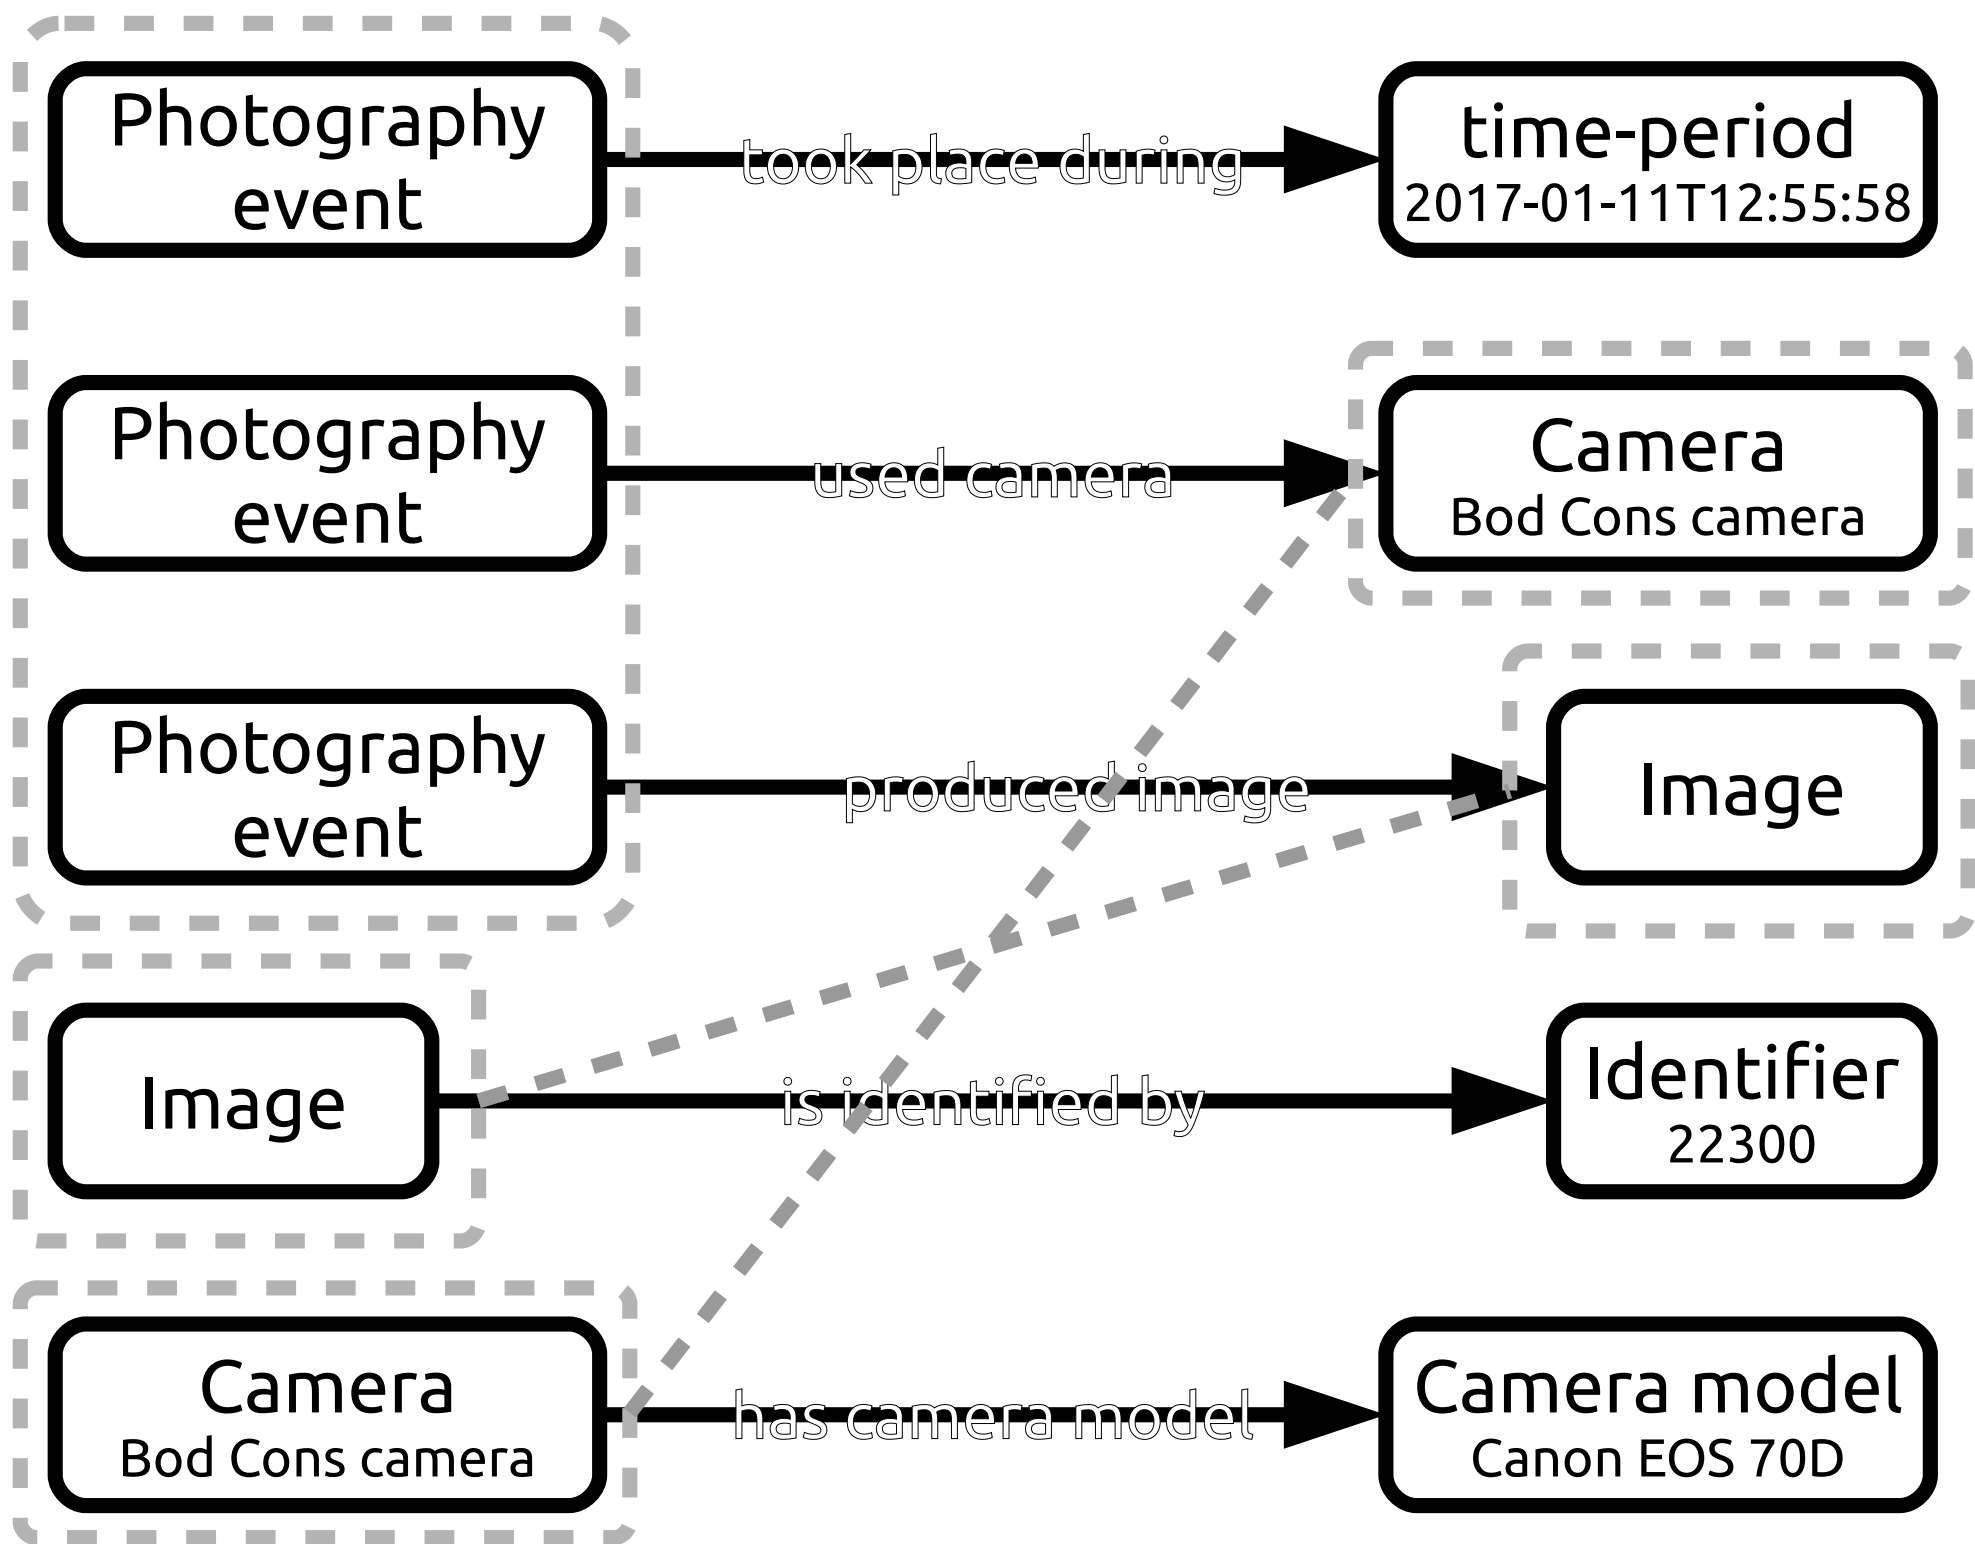 Photography
event
took place during
time-period
2017-01-11T12:55:58
Photography
event
used camera
Camera
Bod Cons camera
Photography
event
produced image
Image
Image
is identified by
Identifier
22300
Camera
Bod Cons camera
has camera model
Camera model
Canon EOS 70D